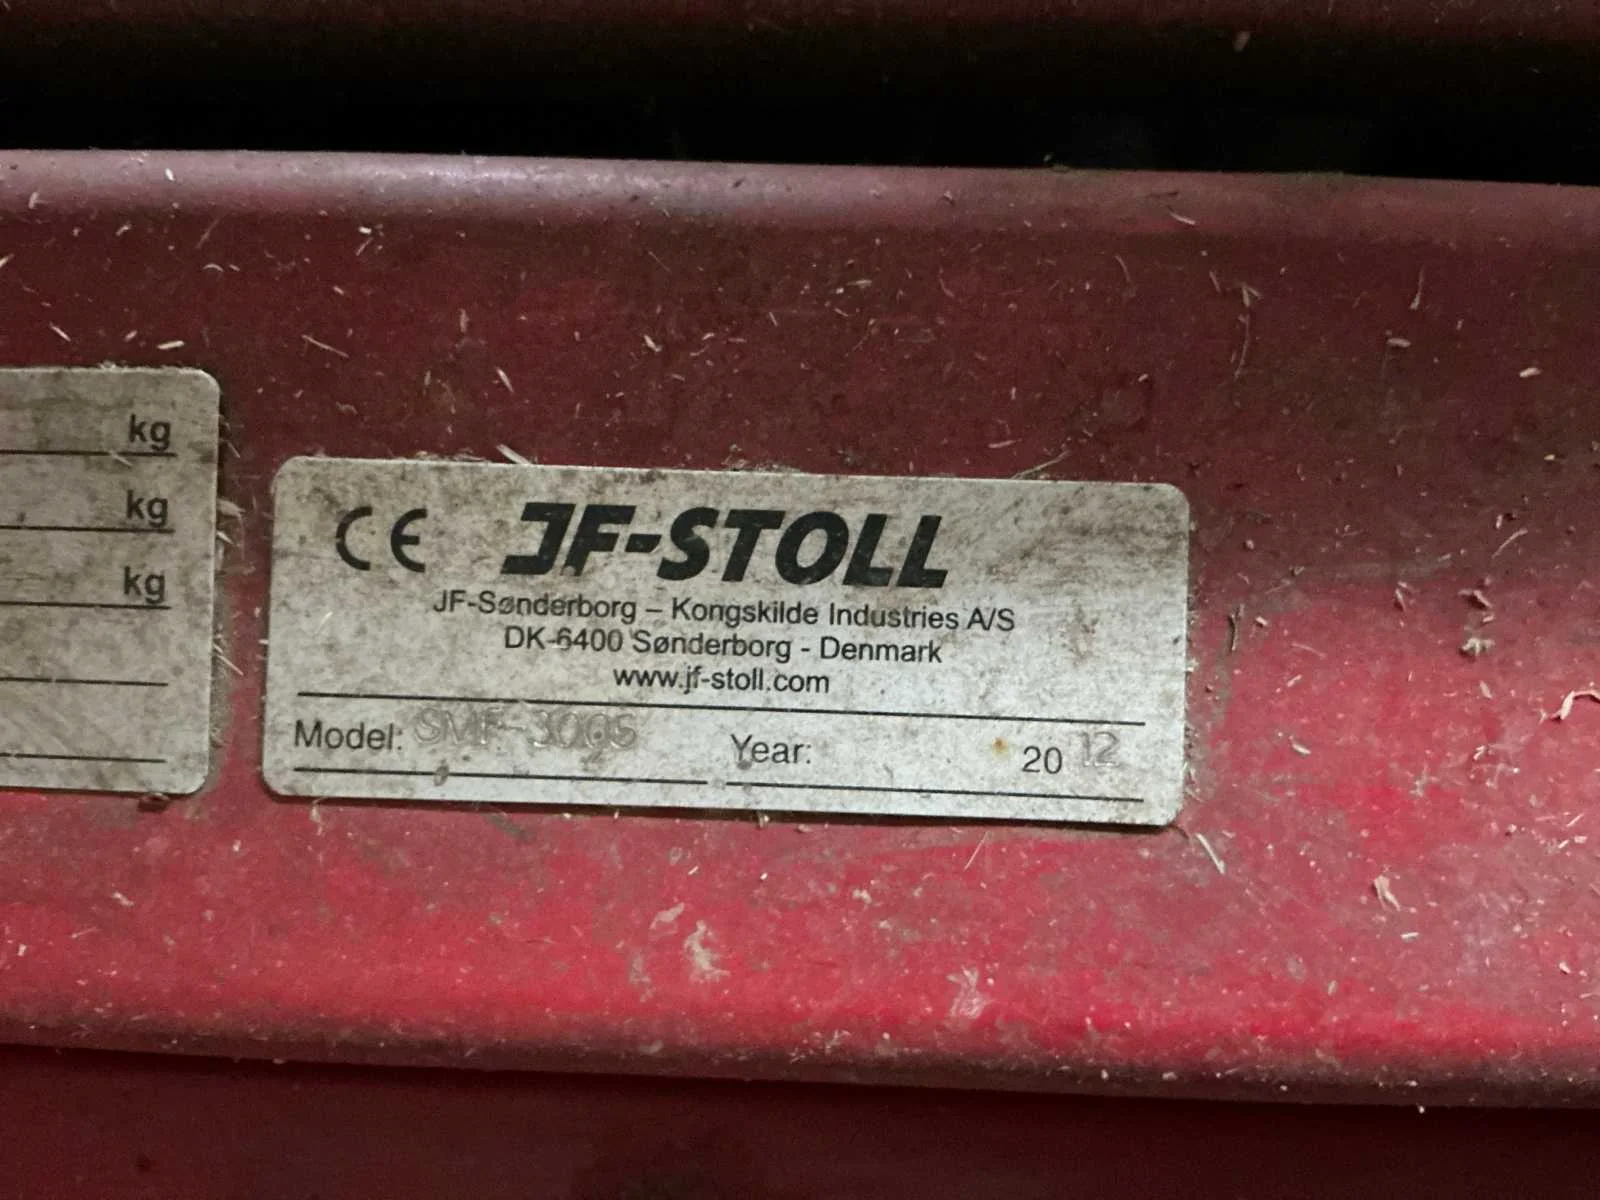 kg
kg
kg
CE JF-STOLL
JF-Sønderborg – Kongskilde Industries A/S
DK-6400 Sønderborg - Denmark
www.jf-stoll.com
Model: Year: 20 12